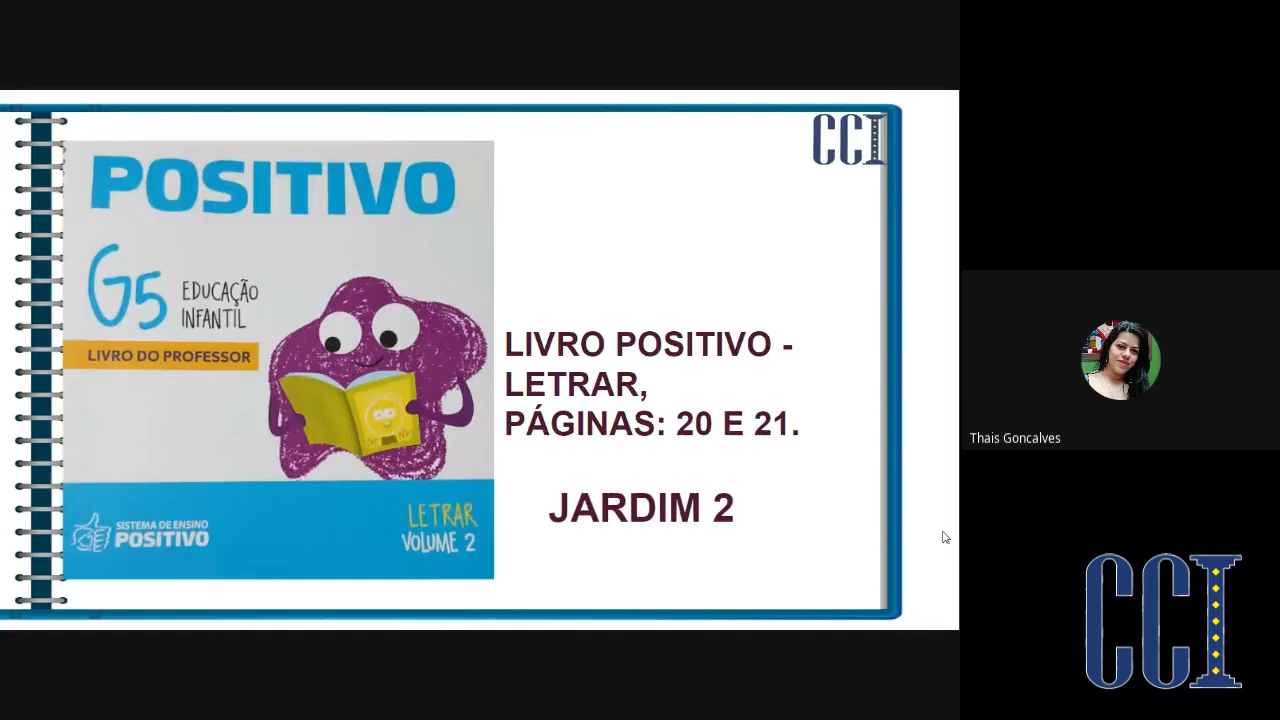 CCI
POSITIVO
G5 EDUCAÇÃO
INFANTIL
LIVRO DO PROFESSOR
LIVRO POSITIVO -
LETRAR,
PÁGINAS: 20 E 21.
JARDIM 2
SISTEMA DE ENSINO
POSITIVO
LETRAR
VOLUME 2
Thais Goncalves
CCI